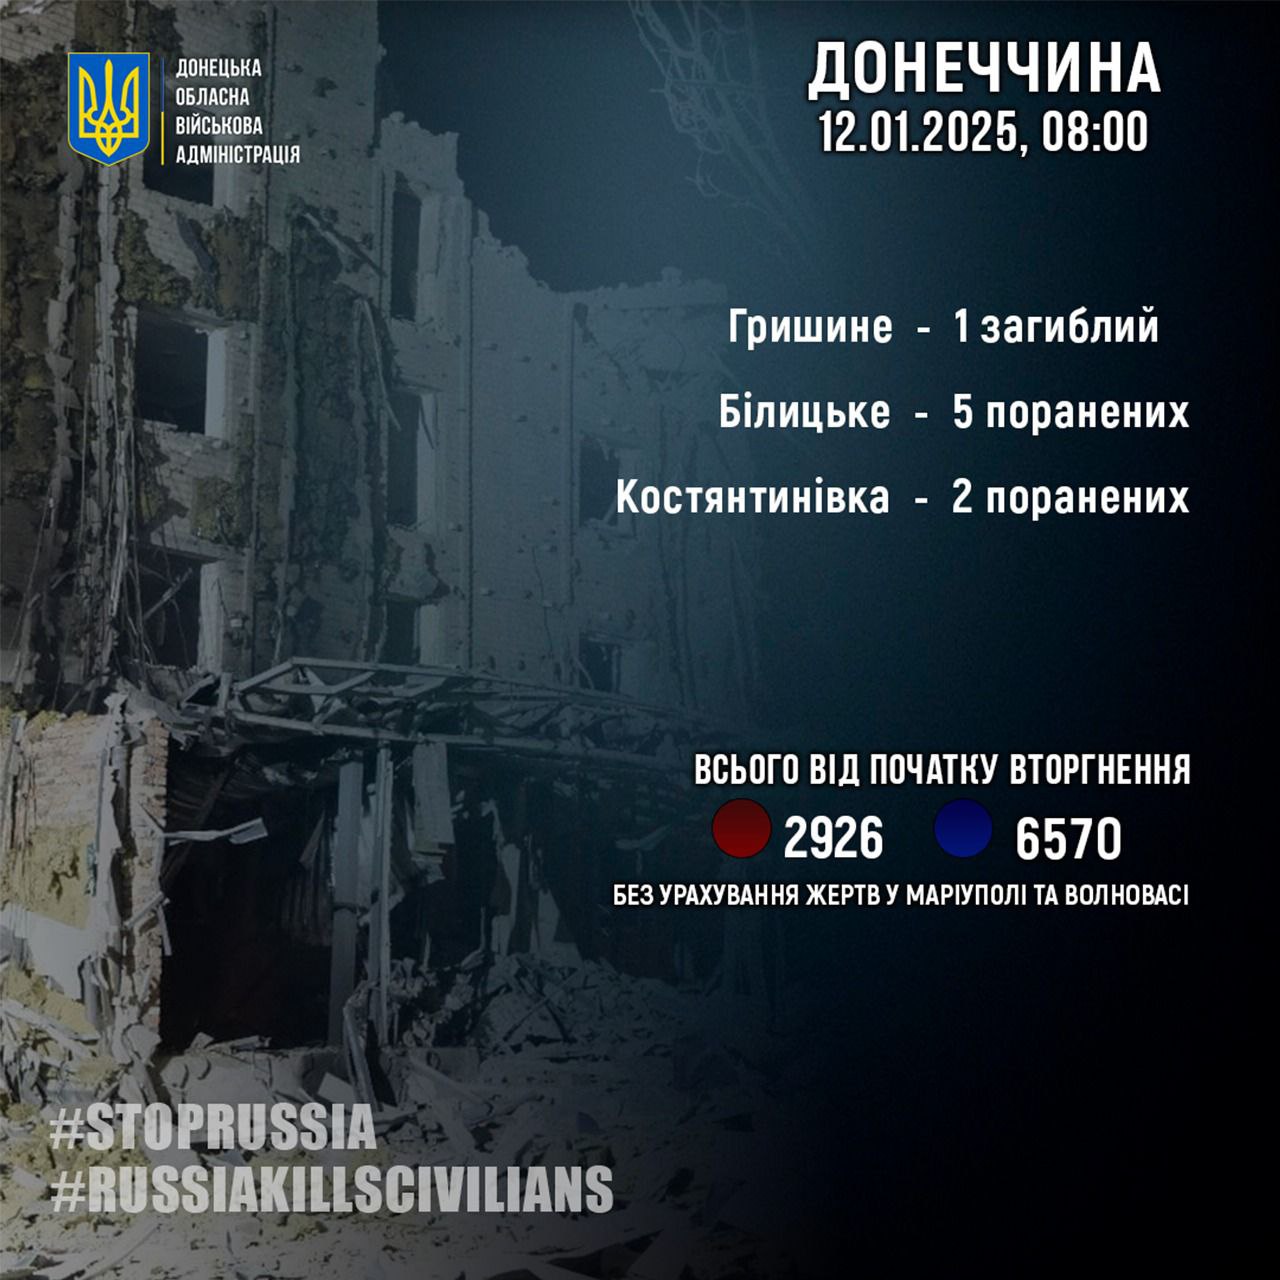 ДОНЕЦЬКА
ОБЛАСНА
ВІЙСЬКОВА
АДМІНІСТРАЦІЯ
ДОНЕЧЧИНА
12.01.2025, 08:00
Гришине - 1 загиблий
Білицьке - 5 поранених
Костянтинівка - 2 поранених
ВСЬОГО ВІД ПОЧАТКУ ВТОРГНЕННЯ
2926 6570
БЕЗ УРАХУВАННЯ ЖЕРТВ У МАРІУПОЛІ ТА ВОЛНОВАСІ
#STOPRUSSIA
#RUSSIAKILLSCIVILIANS